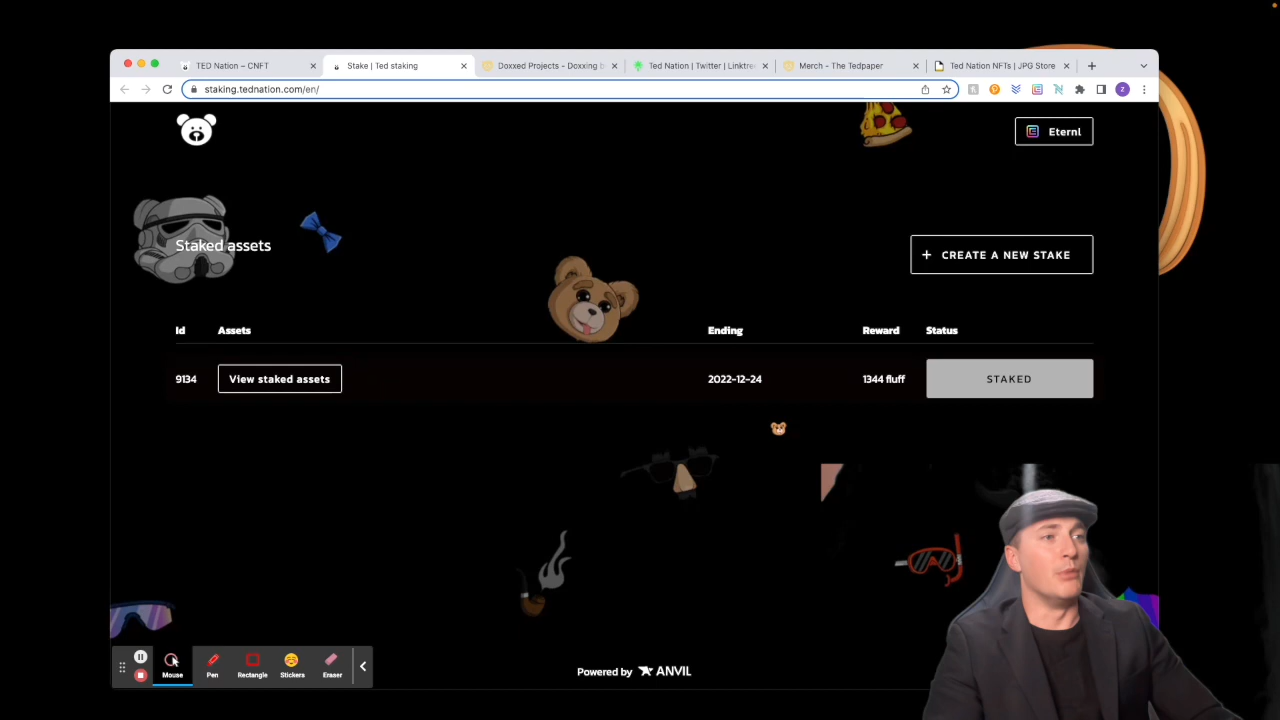 TED Nation – CNFT
Stake | Ted staking
Doxxed Projects - Doxxing b
Ted Nation | Twitter | Linktre
Merch - The Tedpaper
Ted Nation NFTs | JPG Store
staking.tednation.com/en/
Z
Eternl
Staked assets
+ CREATE A NEW STAKE
Id Assets Ending Reward Status
9134 View staked assets 2022-12-24 1344 fluff STAKED
Mouse Pen Rectangle Stickers Eraser
Powered by ANVIL